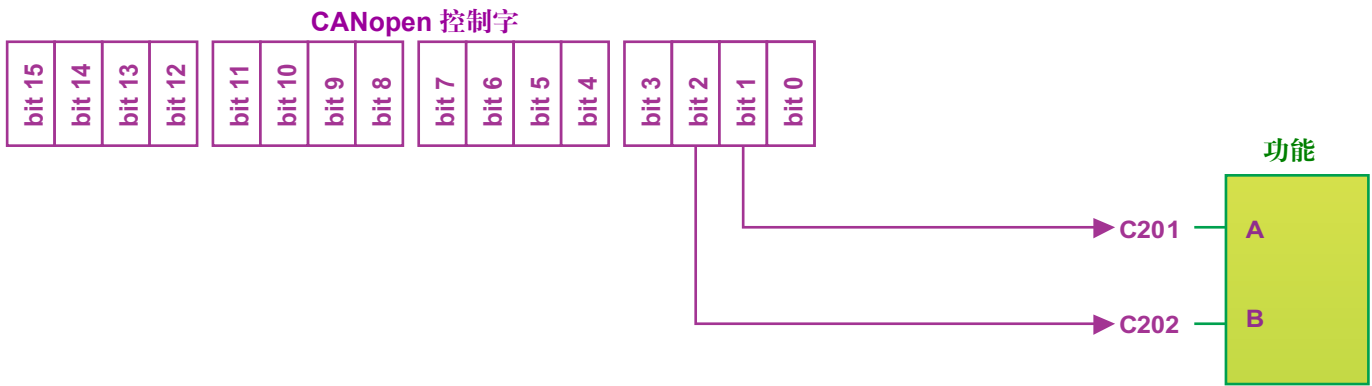 CANopen 控制字
bit 15
bit 14
bit 13
bit 12
bit 11
bit 10
bit 9
bit 8
bit 7
bit 6
bit 5
bit 4
bit 3
bit 2
bit 1
bit 0
功能
C201
A
C202
B